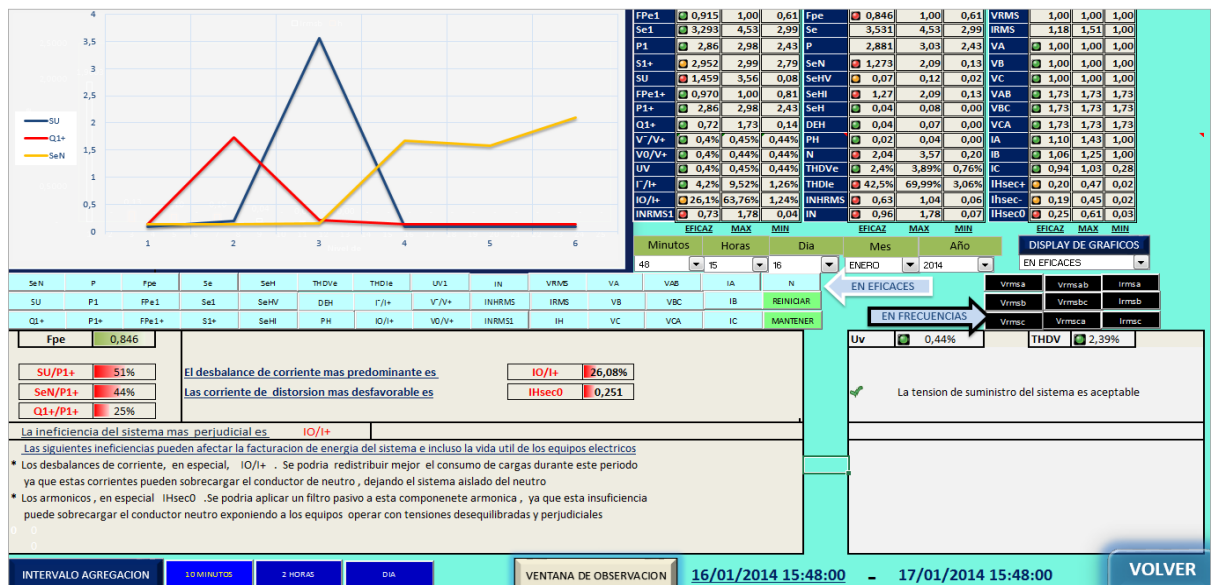 4
3,5
3
2,5
2
1,5
1
0,5
0
1 2 3 4 5 6
SU
Q1+
SeN
FPe1 0,915 1,00 0,61 Fpe 0,846 1,00 0,61 VRMS 1,00 1,00 1,00
Se1 3,293 4,53 2,99 Se 3,531 4,53 2,99 IRMS 1,18 1,51 1,00
P1 2,86 2,98 2,43 P 2,881 3,03 2,43 VA 1,00 1,00 1,00
S1+ 2,952 2,99 2,79 SeN 1,273 2,09 0,13 VB 1,00 1,00 1,00
SU 1,459 3,56 0,08 SeHV 0,07 0,12 0,02 VC 1,00 1,00 1,00
FPe1+ 0,970 1,00 0,81 SeHI 1,27 2,09 0,13 VAB 1,73 1,73 1,73
P1+ 2,86 2,98 2,43 SeH 0,04 0,08 0,00 VBC 1,73 1,73 1,73
Q1+ 0,72 1,73 0,14 DEH 0,04 0,07 0,00 VCA 1,73 1,73 1,73
V¯/V+ 0,4% 0,45% 0,44% PH 0,02 0,04 0,00 IA 1,10 1,43 1,00
V0/V+ 0,4% 0,44% 0,44% N 2,04 3,57 0,20 IB 1,06 1,25 1,00
UV 0,4% 0,45% 0,44% THDVe 2,4% 3,89% 0,76% IC 0,94 1,03 0,28
I¯/I+ 4,2% 9,52% 1,26% THDIe 42,5% 69,99% 3,06% IHsec+ 0,20 0,47 0,02
IO/I+ 26,1% 63,76% 1,24% INHRMS 0,63 1,04 0,06 Ihsec- 0,19 0,45 0,02
INRMS1 0,73 1,78 0,04 IN 0,96 1,78 0,07 IHsec0 0,25 0,61 0,03
EFICAZ MAX MIN EFICAZ MAX MIN EFICAZ MAX MIN
Minutos Horas Dia Mes Año DISPLAY DE GRAFICOS
48 15 16 ENERO 2014 EN EFICACES
SeN P Fpe Se SeH THDVe THDIe UV1 IN VRMS VA VAB IA N
SU P1 FPe1 Se1 SeHV DEH I¯/I+ V¯/V+ INHRMS IRMS VB VBC IB REINICIAR
Q1+ P1+ FPe1+ S1+ SeHI PH IO/I+ V0/V+ INRMS1 IH VC VCA IC MANTENER
EN EFICACES
EN FRECUENCIAS
Vrmsa Vrmsab Irmsa
Vrmsb Vrmsbc Irmsb
Vrmsc Vrmsca Irmsc
Fpe 0,846
SU/P1+ 51%
SeN/P1+ 44%
Q1+/P1+ 25%
El desbalance de corriente mas predominante es IO/I+ 26,08%
Las corriente de distorsion mas desfavorable es IHsec0 0,251
Uv 0,44% THDV 2,39%
La tension de suministro del sistema es aceptable
La ineficiencia del sistema mas perjudicial es IO/I+
Las siguientes ineficiencias pueden afectar la facturacion de energia del sistema e incluso la vida util de los equipos electricos
* Los desbalances de corriente, en especial, IO/I+ . Se podria redistribuir mejor el consumo de cargas durante este periodo
ya que estas corrientes pueden sobrecargar el conductor de neutro , dejando el sistema aislado del neutro
* Los armonicos , en especial IHsec0 .Se podria aplicar un filtro pasivo a esta componenete armonica , ya que esta insuficiencia
puede sobrecargar el conductor neutro exponiendo a los equipos operar con tensiones desequilibradas y perjudiciales
0 0
0
INTERVALO AGREGACION 10 MINUTOS 2 HORAS DIA VENTANA DE OBSERVACION 16/01/2014 15:48:00 - 17/01/2014 15:48:00 VOLVER